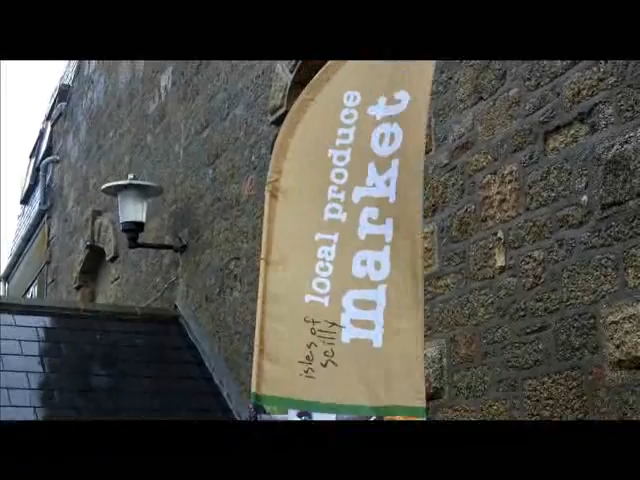 isles of
scilly
local produce
market